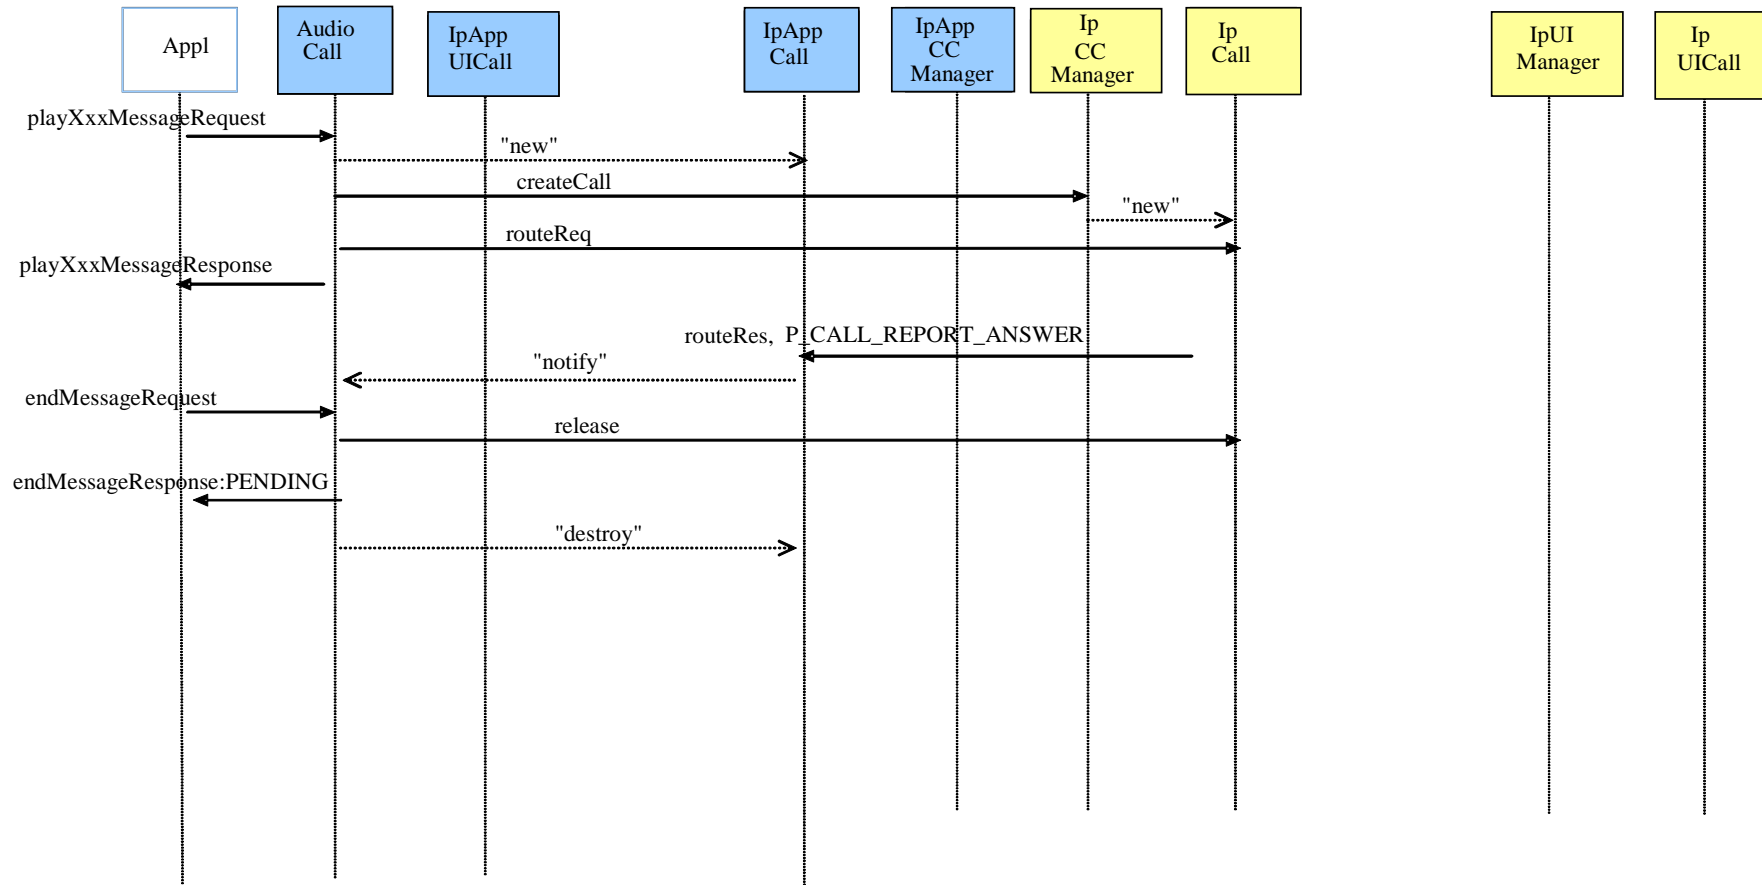 Appl
Audio
Call
IpApp
UICall
IpApp
Call
IpApp
CC
Manager
Ip
CC
Manager
Ip
Call
IpUI
Manager
Ip
UICall
playXxxMessageRequest
"new"
createCall
"new"
routeReq
playXxxMessageResponse
routeRes, P_CALL_REPORT_ANSWER
"notify"
endMessageRequest
release
endMessageResponse:PENDING
"destroy"